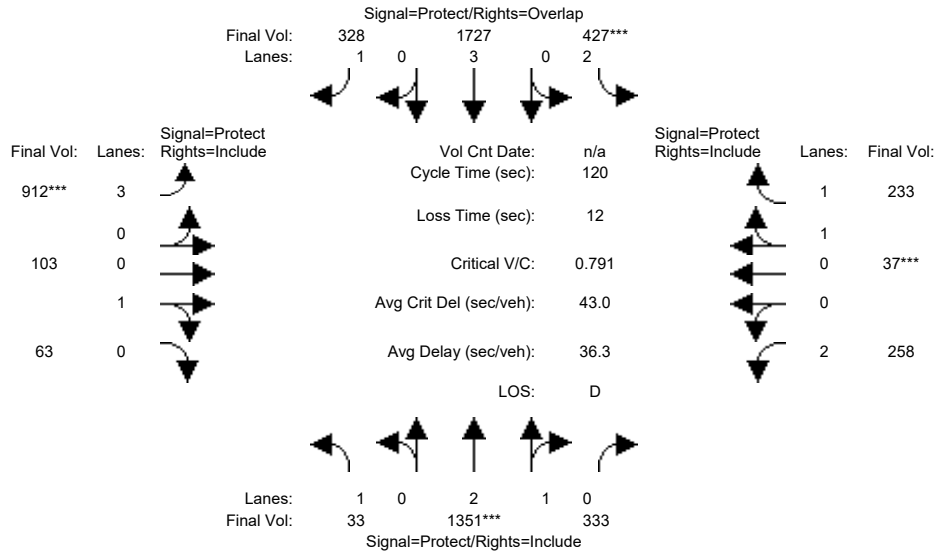 Signal=Protect/Rights=Overlap
Final Vol: 328 1727 427***
Lanes: 1 0 3 0 2
Signal=Protect
Final Vol: Lanes: Rights=Include
Vol Cnt Date: n/a
Signal=Protect
Rights=Include Lanes: Final Vol:
Cycle Time (sec): 120
912*** 3
1 233
Loss Time (sec): 12
0
1
103 0
Critical V/C: 0.791
0 37***
1
Avg Crit Del (sec/veh): 43.0
0
63 0
Avg Delay (sec/veh): 36.3
2 258
LOS: D
Lanes: 1 0 2 1 0
Final Vol: 33 1351*** 333
Signal=Protect/Rights=Include